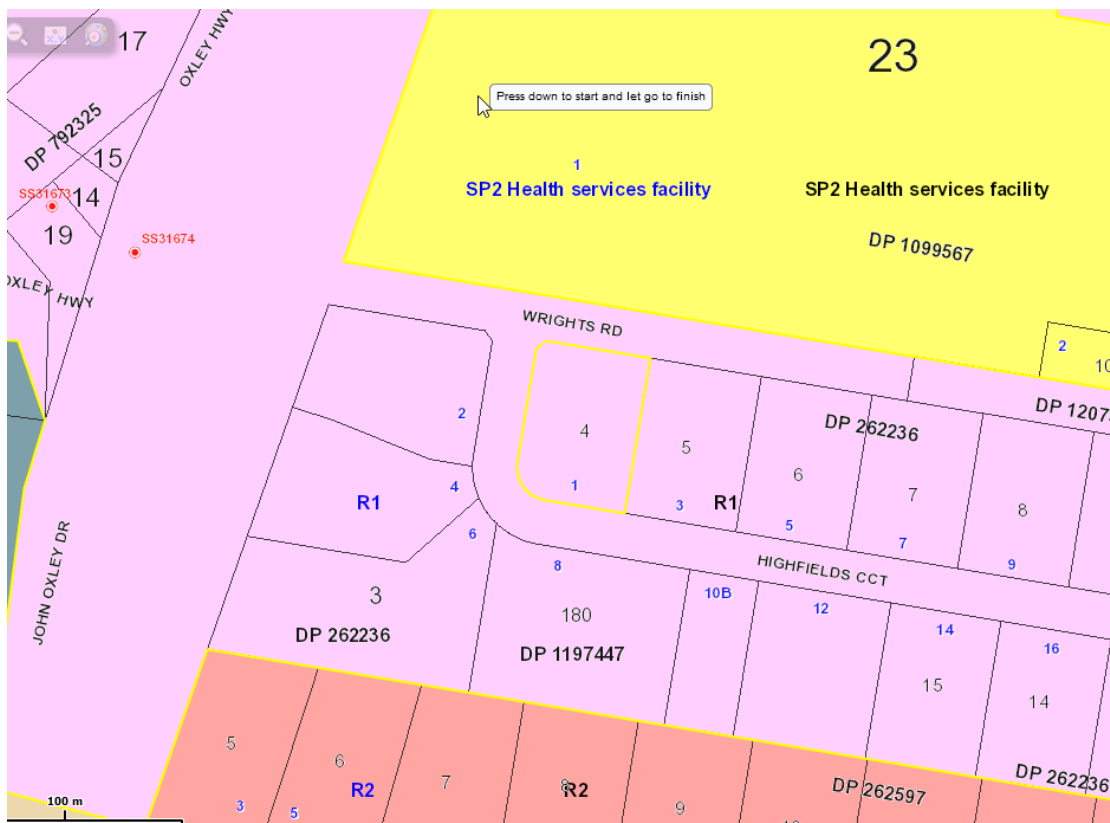 17
OXLEY HWY
23
Press down to start and let go to finish
DP 792325
15
1
SP2 Health services facility
SP2 Health services facility
SS31673
14
19
SS31674
DP 1099567
OXLEY HWY
WRIGHTS RD
2
10
2
4
5
DP 262236
DP 1207
6
7
8
4
R1
1
3
R1
5
7
9
6
8
HIGHFIELDS CCT
JOHN OXLEY DR
3
DP 262236
180
DP 1197447
10B
12
14
16
15
14
5
6
R2
7
8
R2
9
DP 262597
DP 262236
100 m
3
5